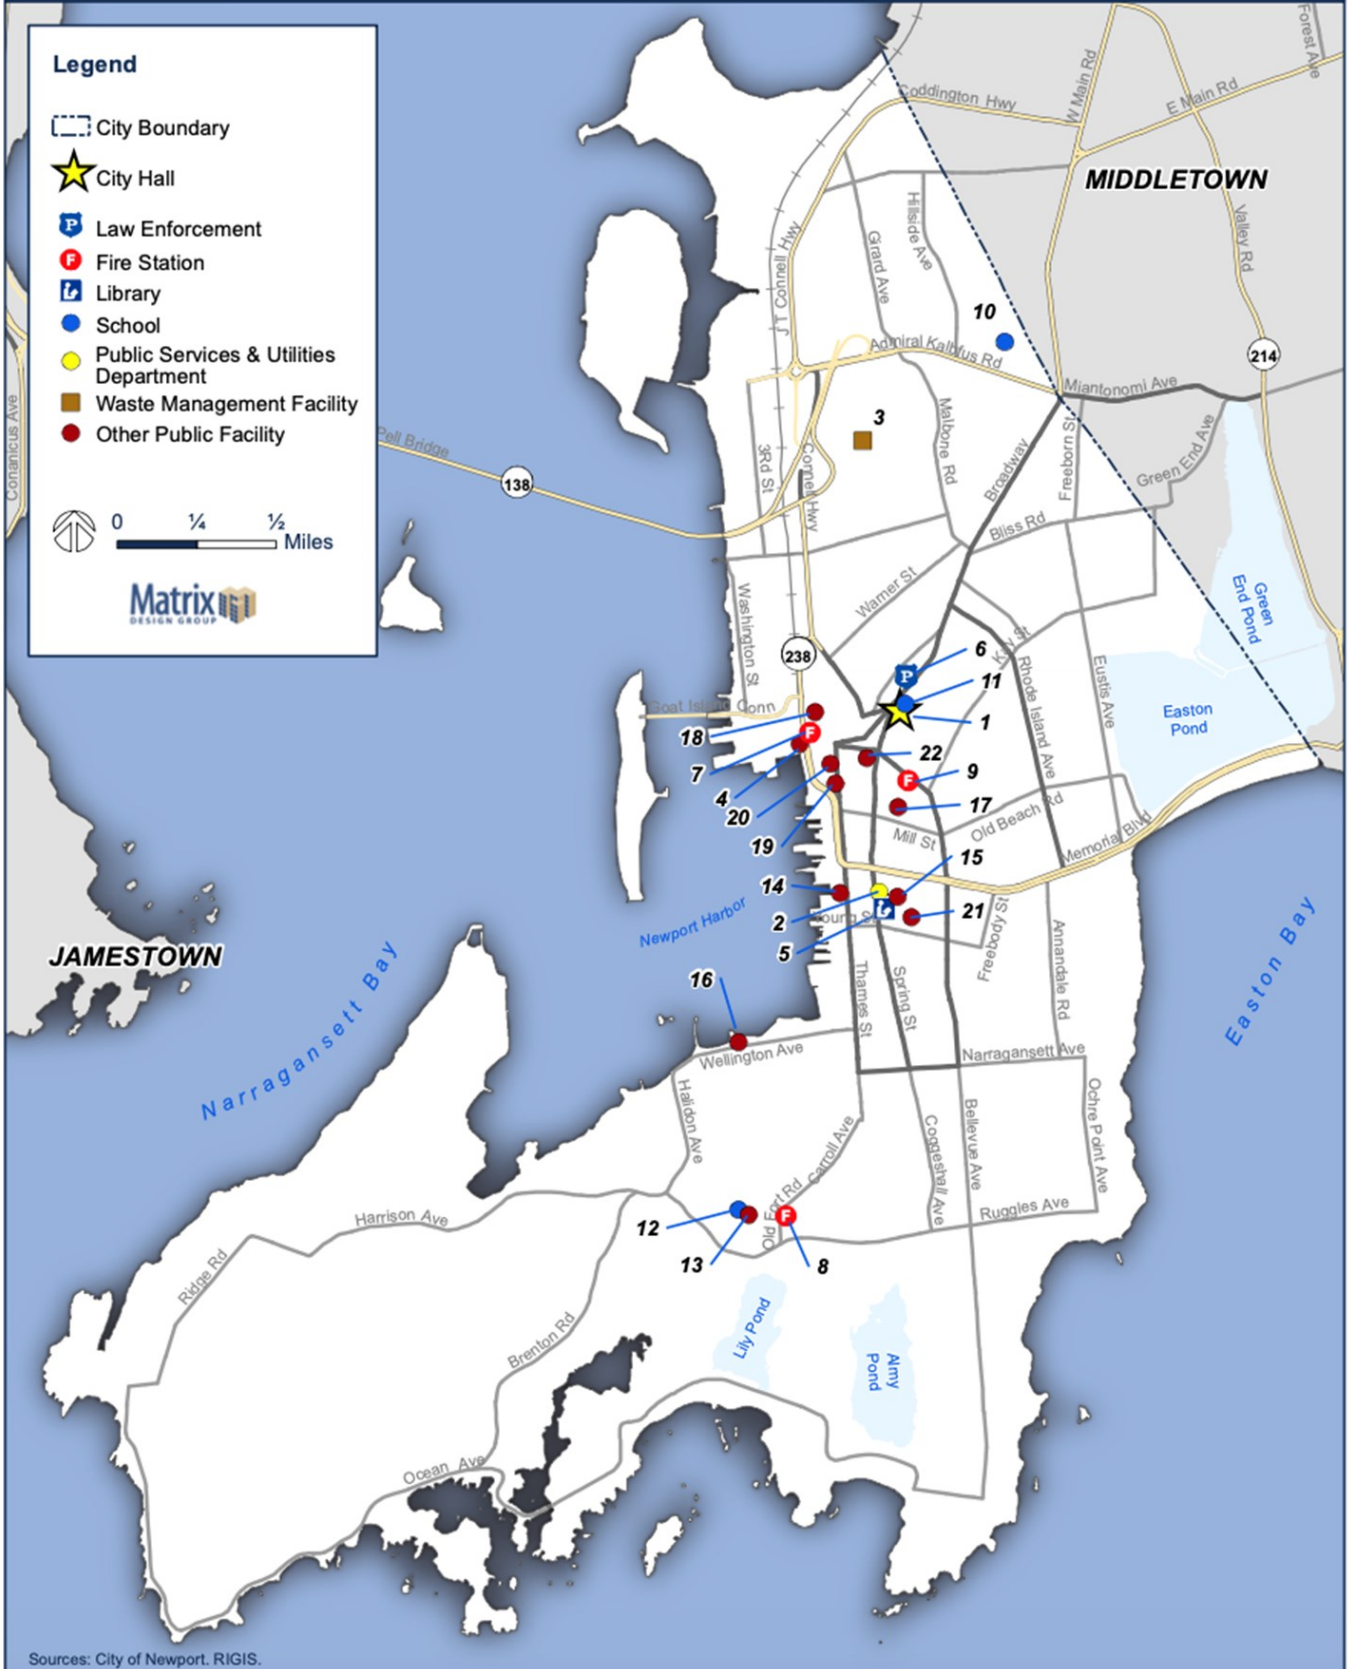 Legend
City Boundary
City Hall
P
Law Enforcement
F
Fire Station
Library
School
Public Services & Utilities
Department
Waste Management Facility
Other Public Facility
0 ¼ ½
Miles
Matrix
DESIGN GROUP
Forest Ave
W Main Rd
Coddington Hwy
E Main Rd
MIDDLETOWN
Hillside Ave
Valley Rd
Girard Ave
J T Connell Hwy
10
Admiral Kalbfus Rd
214
Miantonomi Ave
Conanicus Ave
3
Malbone Rd
Freeborn St
Green End Ave
Pell Bridge
138
3Rd St
Connell Hwy
Broadway
Bliss Rd
Green
End Pond
Warner St
Washington St
Kay St
238
6
P
Rhode Island Ave
Eustis Ave
11
Goat Island Conn
Easton
Pond
1
18
F
7
22
4
F
9
20
17
Old Beach Rd
19
Mill St
Memorial Blvd
15
14
2
Young St
21
Newport Harbor
5
Freebody St
Annandale Rd
JAMESTOWN
Narragansett Bay
Easton Bay
16
Thames St
Spring St
Wellington Ave
Narragansett Ave
Halidon Ave
Ochre Point Ave
Bellevue Ave
Coggeshall Ave
Carroll Ave
Old Fort Rd
12
F
13
8
Harrison Ave
Ruggles Ave
Ridge Rd
Brenton Rd
Lily Pond
Almy
Pond
Ocean Ave
Sources: City of Newport. RIGIS.